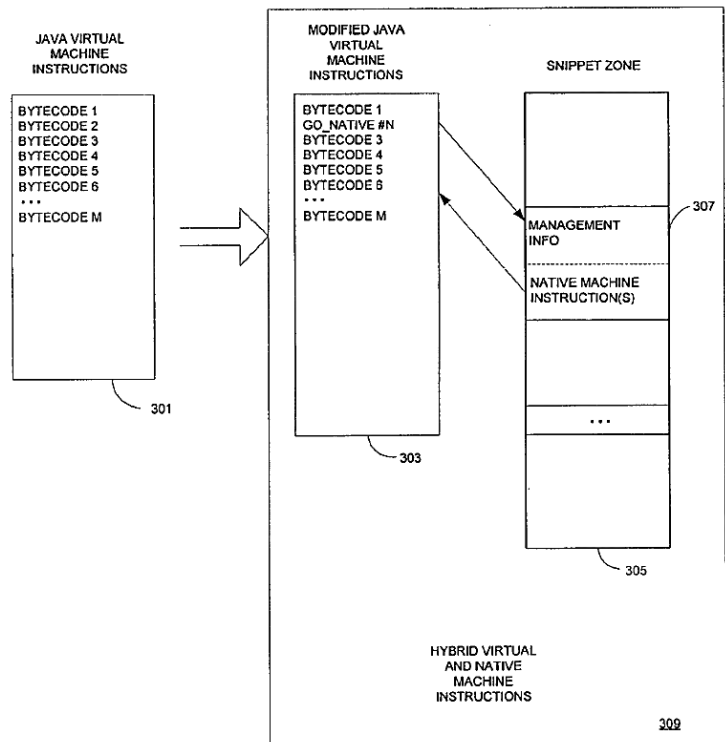 JAVA VIRTUAL
MACHINE
INSTRUCTIONS
BYTECODE 1
BYTECODE 2
BYTECODE 3
BYTECODE 4
BYTECODE 5
BYTECODE 6
•••
BYTECODE M
301
MODIFIED JAVA
VIRTUAL
MACHINE
INSTRUCTIONS
BYTECODE 1
GO_NATIVE #N
BYTECODE 3
BYTECODE 4
BYTECODE 5
BYTECODE 6
•••
BYTECODE M
303
SNIPPET ZONE
307
MANAGEMENT
INFO
NATIVE MACHINE
INSTRUCTION(S)
•••
305
HYBRID VIRTUAL
AND NATIVE
MACHINE
INSTRUCTIONS
309